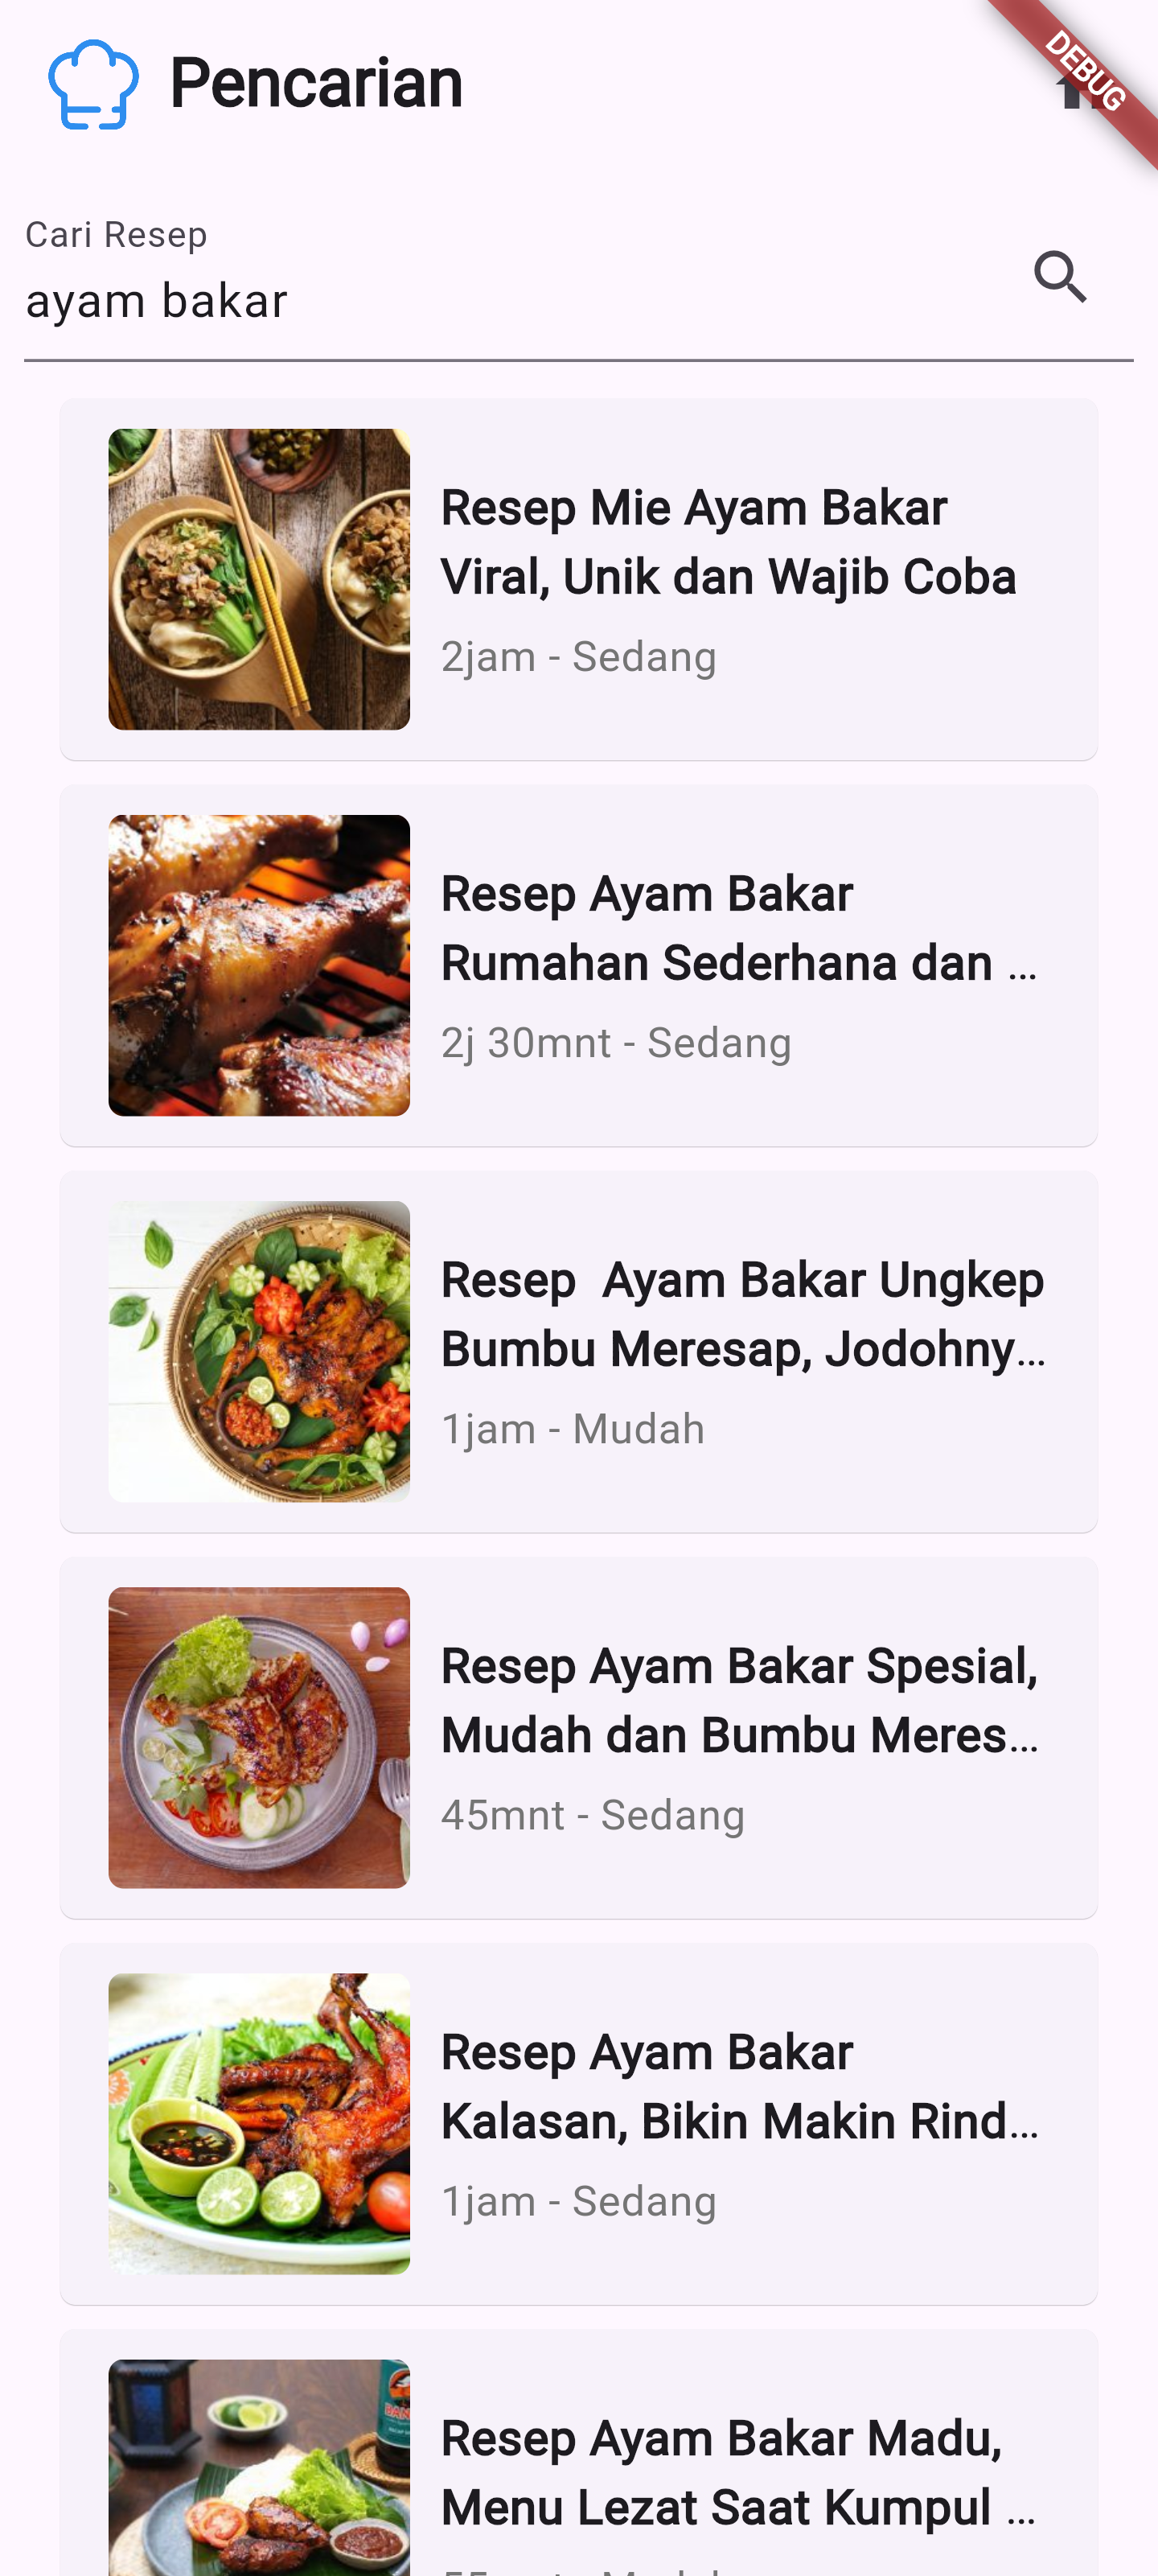 Pencarian
DEBUG
Cari Resep
ayam bakar
Resep Mie Ayam Bakar
Viral, Unik dan Wajib Coba
2jam - Sedang
Resep Ayam Bakar
Rumahan Sederhana dan ...
2j 30mnt - Sedang
Resep  Ayam Bakar Ungkep
Bumbu Meresap, Jodohny...
1jam - Mudah
Resep Ayam Bakar Spesial,
Mudah dan Bumbu Meres...
45mnt - Sedang
Resep Ayam Bakar
Kalasan, Bikin Makin Rind...
1jam - Sedang
Resep Ayam Bakar Madu,
Menu Lezat Saat Kumpul ...